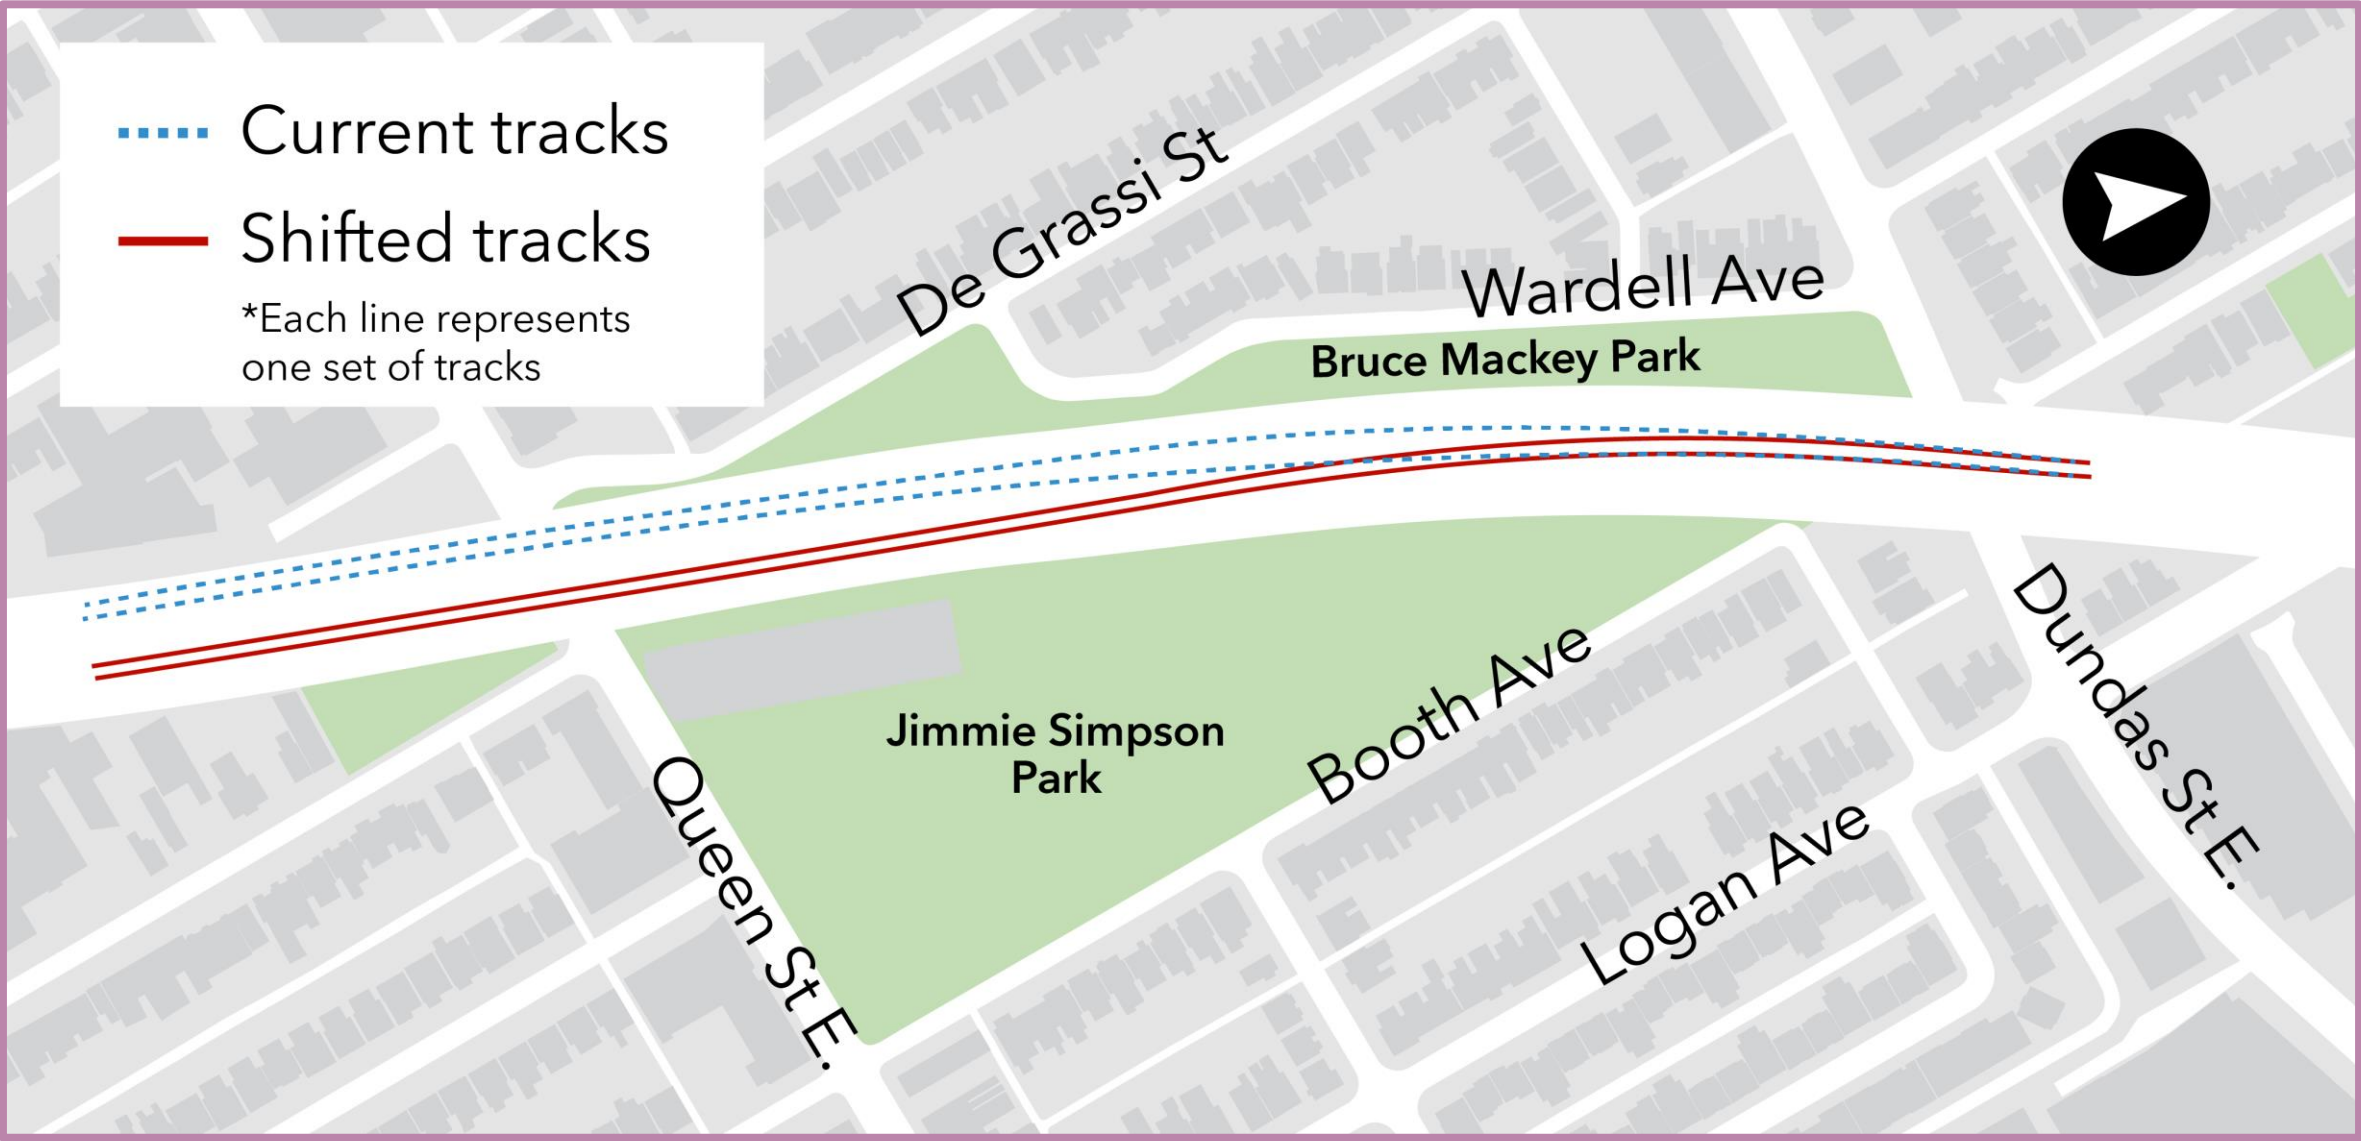 Current tracks
Shifted tracks
*Each line represents
one set of tracks
De Grassi St
Wardell Ave
Bruce Mackey Park
Jimmie Simpson
Park
Booth Ave
Dundas St E.
Queen St E.
Logan Ave